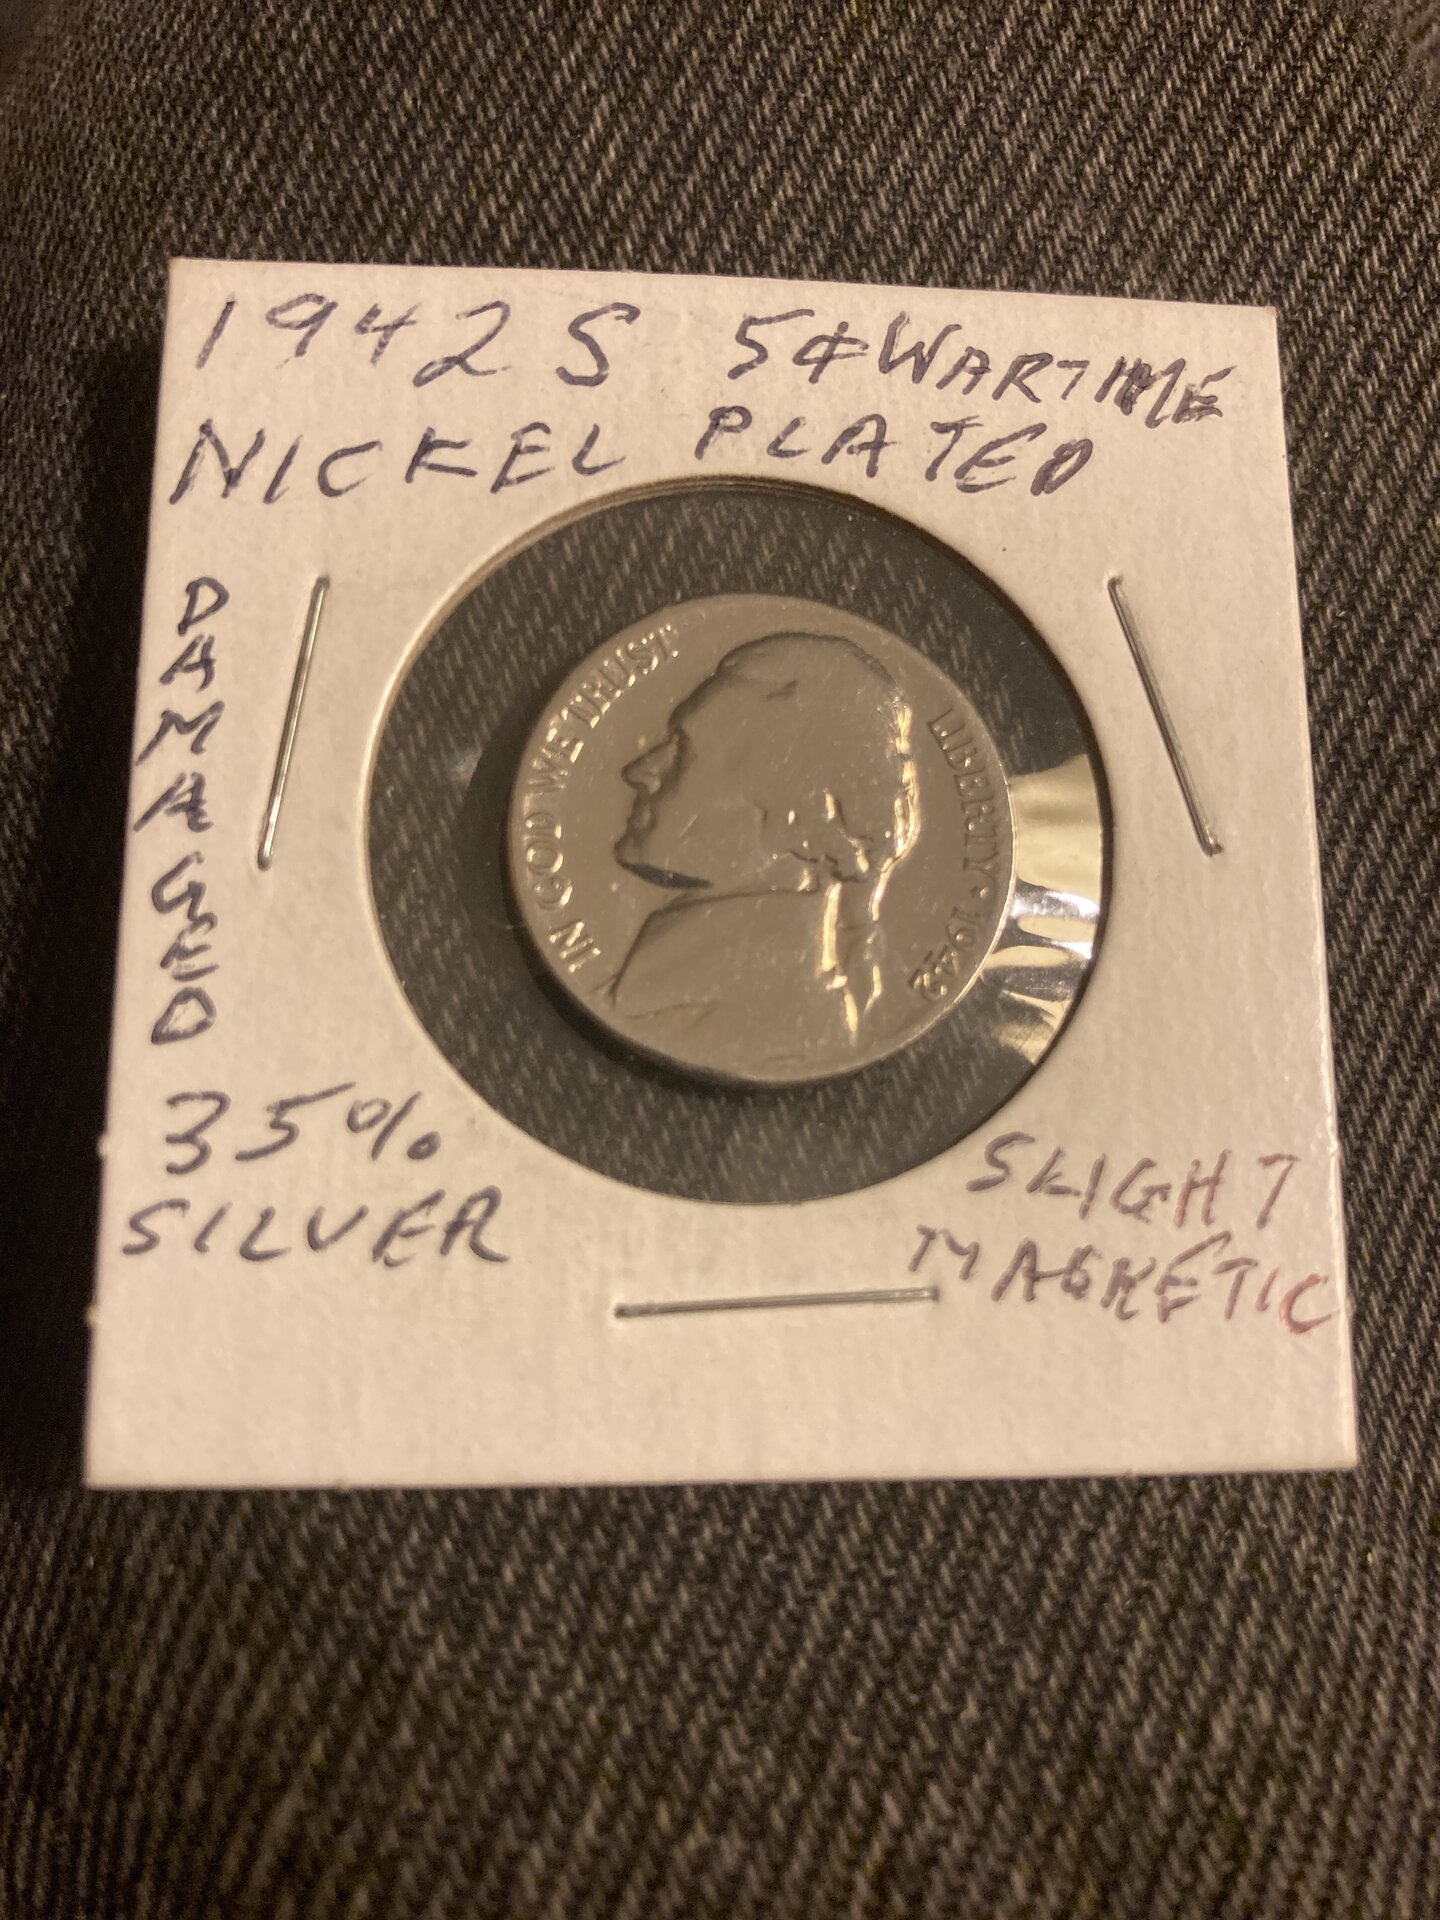 1942 S 5¢ WARTIME
NICKEL PLATED
DAMAGED
IN GOD WE TRUST
LIBERTY * 1942
35%
SILVER
SLIGHT
MAGNETIC